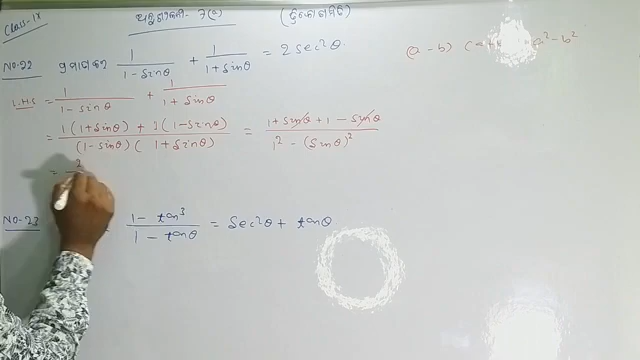 Class-IX
ଅନୁଶୀଳନୀ - 7(a) (ତ୍ରିକୋଣମିତି)
NO.22 ପ୍ରମାଣ କର 1/(1-Sinθ) + 1/(1+Sinθ) = 2 Sec²θ.
(a-b) ( a²-b²
L.H.S = 1/(1-Sinθ) + 1/(1+Sinθ)
= (1(1+Sinθ) + 1(1-Sinθ))/((1-Sinθ)(1+Sinθ)) = (1+Sinθ+1-Sinθ)/(1²-(Sinθ)²)
= 2
NO-23 (1-tan³)/(1-tanθ) = Sec²θ + tanθ